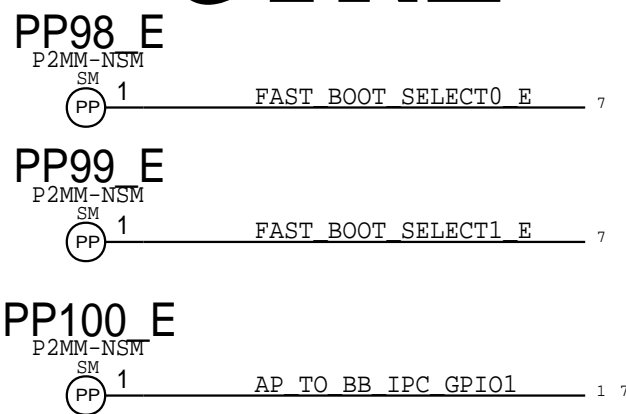 PP98_E
P2MM-NSM
SM
PP 1 FAST_BOOT_SELECT0_E 7
PP99_E
P2MM-NSM
SM
PP 1 FAST_BOOT_SELECT1_E 7
PP100_E
P2MM-NSM
SM
PP 1 AP_TO_BB_IPC_GPIO1 1 7